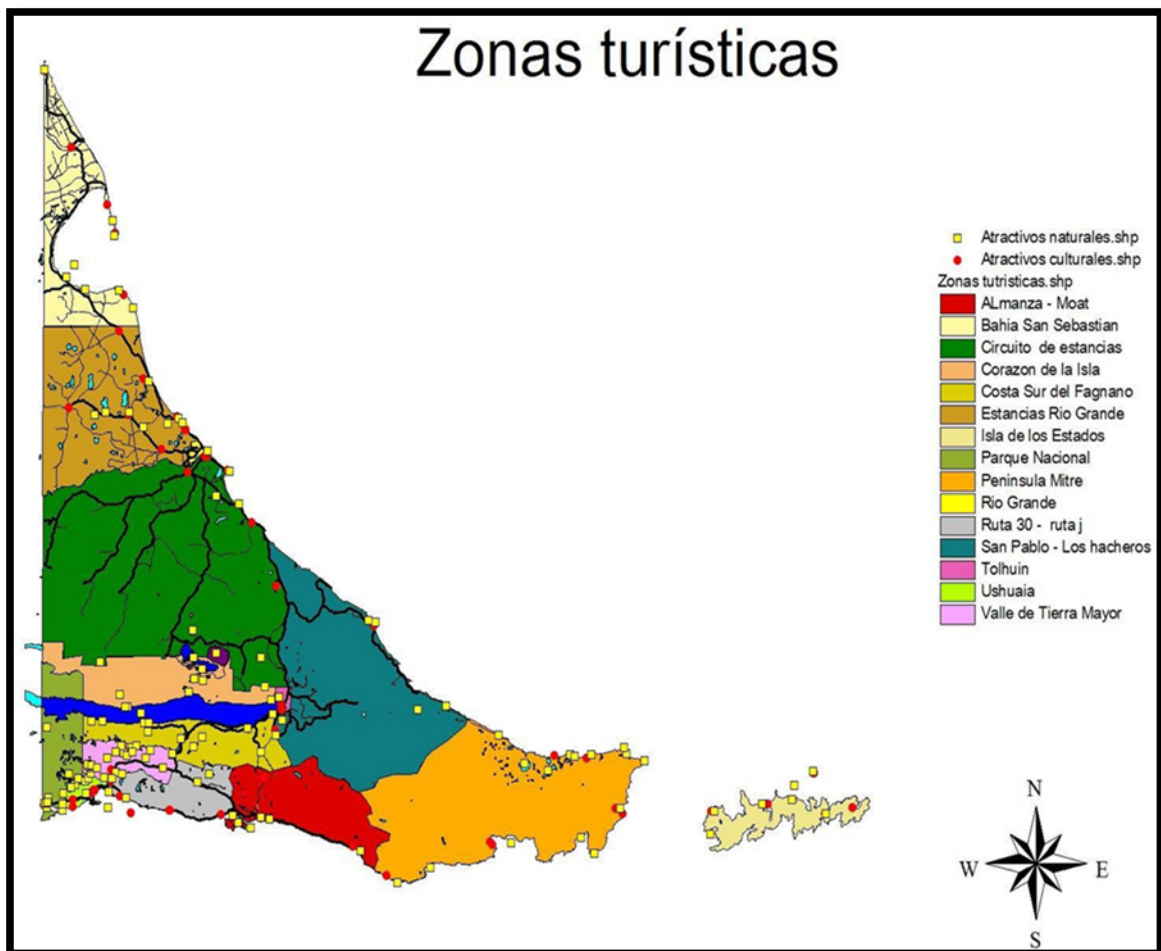 Zonas turísticas
Atractivos naturales.shp
Atractivos culturales.shp
Zonas tutristicas.shp
ALmanza - Moat
Bahia San Sebastian
Circuito de estancias
Corazon de la Isla
Costa Sur del Fagnano
Estancias Rio Grande
Isla de los Estados
Parque Nacional
Peninsula Mitre
Rio Grande
Ruta 30 - ruta j
San Pablo - Los hacheros
Tolhuin
Ushuaia
Valle de Tierra Mayor
N
W E
S